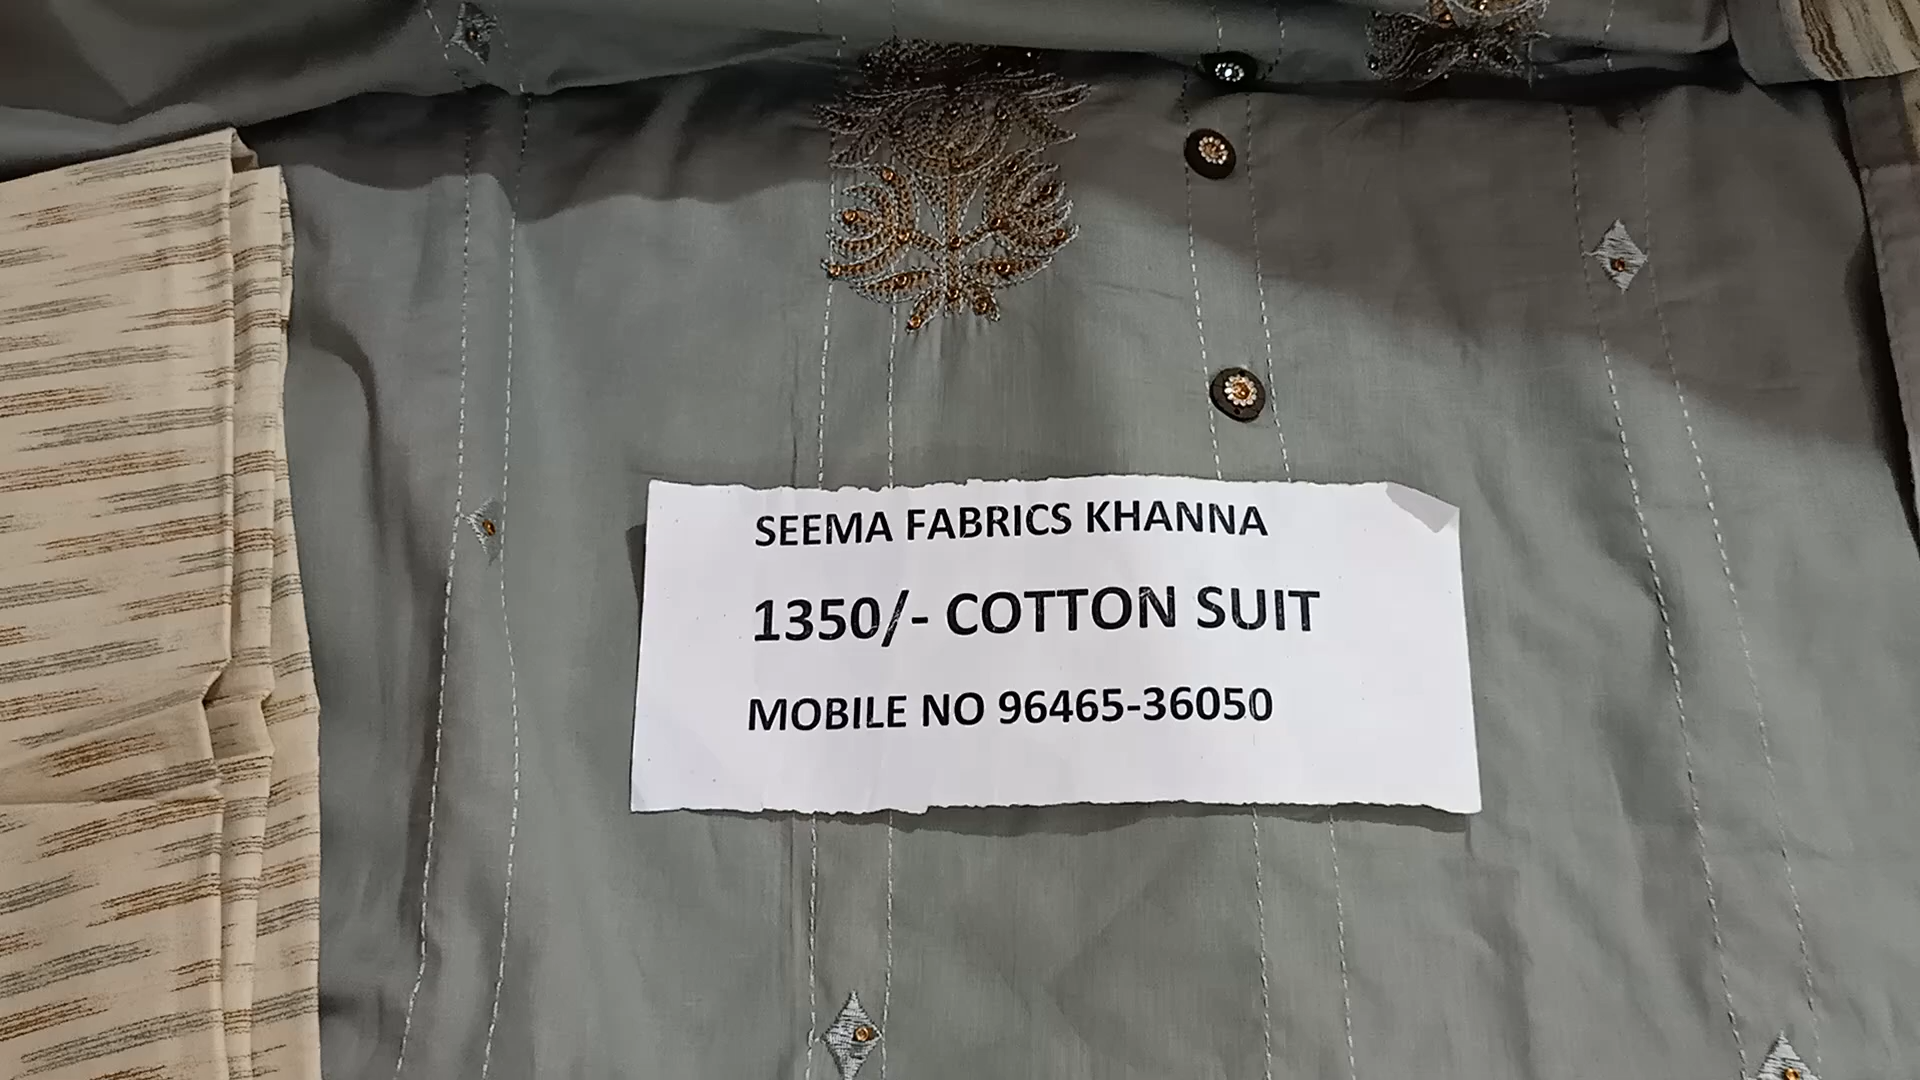 SEEMA FABRICS KHANNA
1350/- COTTON SUIT
MOBILE NO 96465-36050